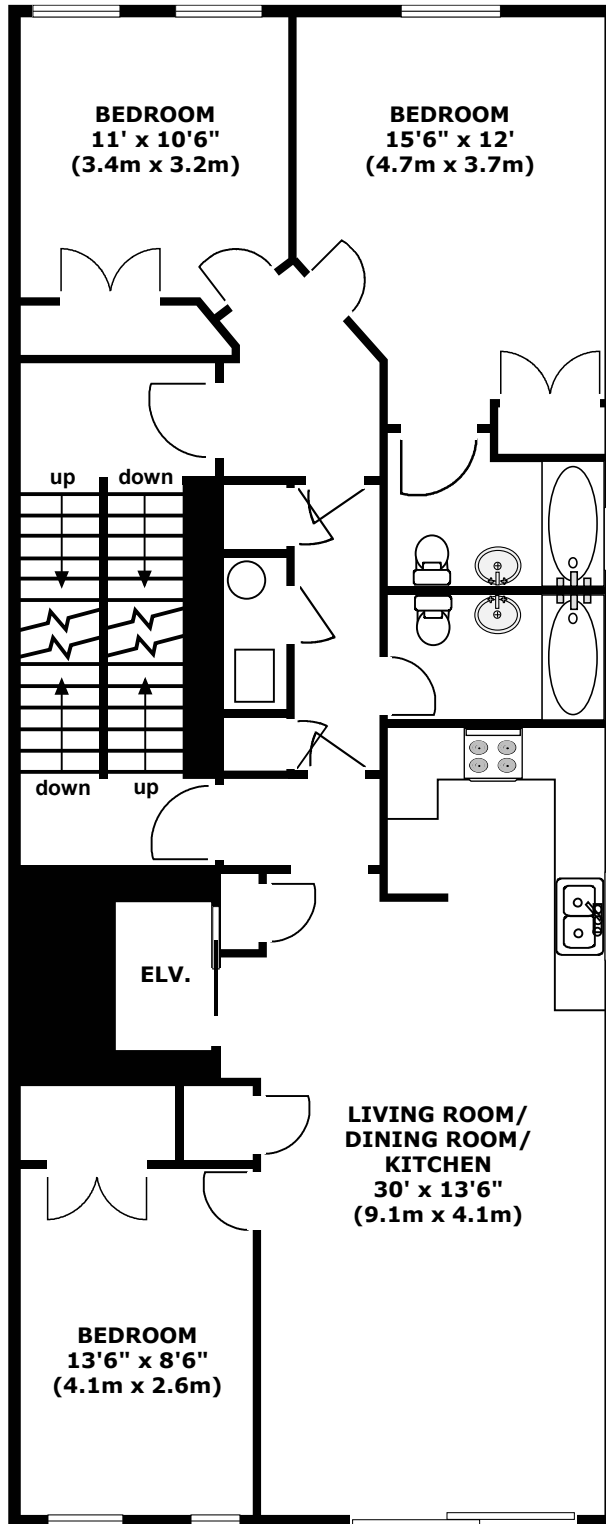 BEDROOM
11' x 10'6"
(3.4m x 3.2m)
BEDROOM
15'6" x 12'
(4.7m x 3.7m)
up down
down up
ELV.
LIVING ROOM/
DINING ROOM/
KITCHEN
30' x 13'6"
(9.1m x 4.1m)
BEDROOM
13'6" x 8'6"
(4.1m x 2.6m)